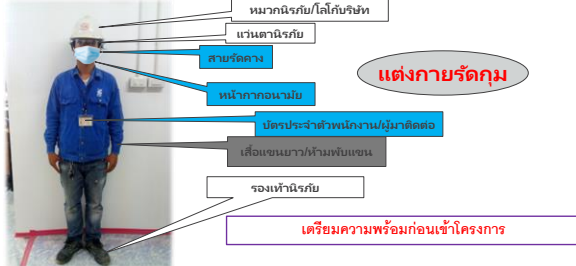 หมวกนิรภัย/โลโก้บริษัท
แว่นตานิรภัย
สายรัดคาง
แต่งกายรัดกุม
หน้ากากอนามัย
บัตรประจำตัวพนักงาน/ผู้มาติดต่อ
เสื้อแขนยาว/ห้ามพับแขน
รองเท้านิรภัย
เตรียมความพร้อมก่อนเข้าโครงการ